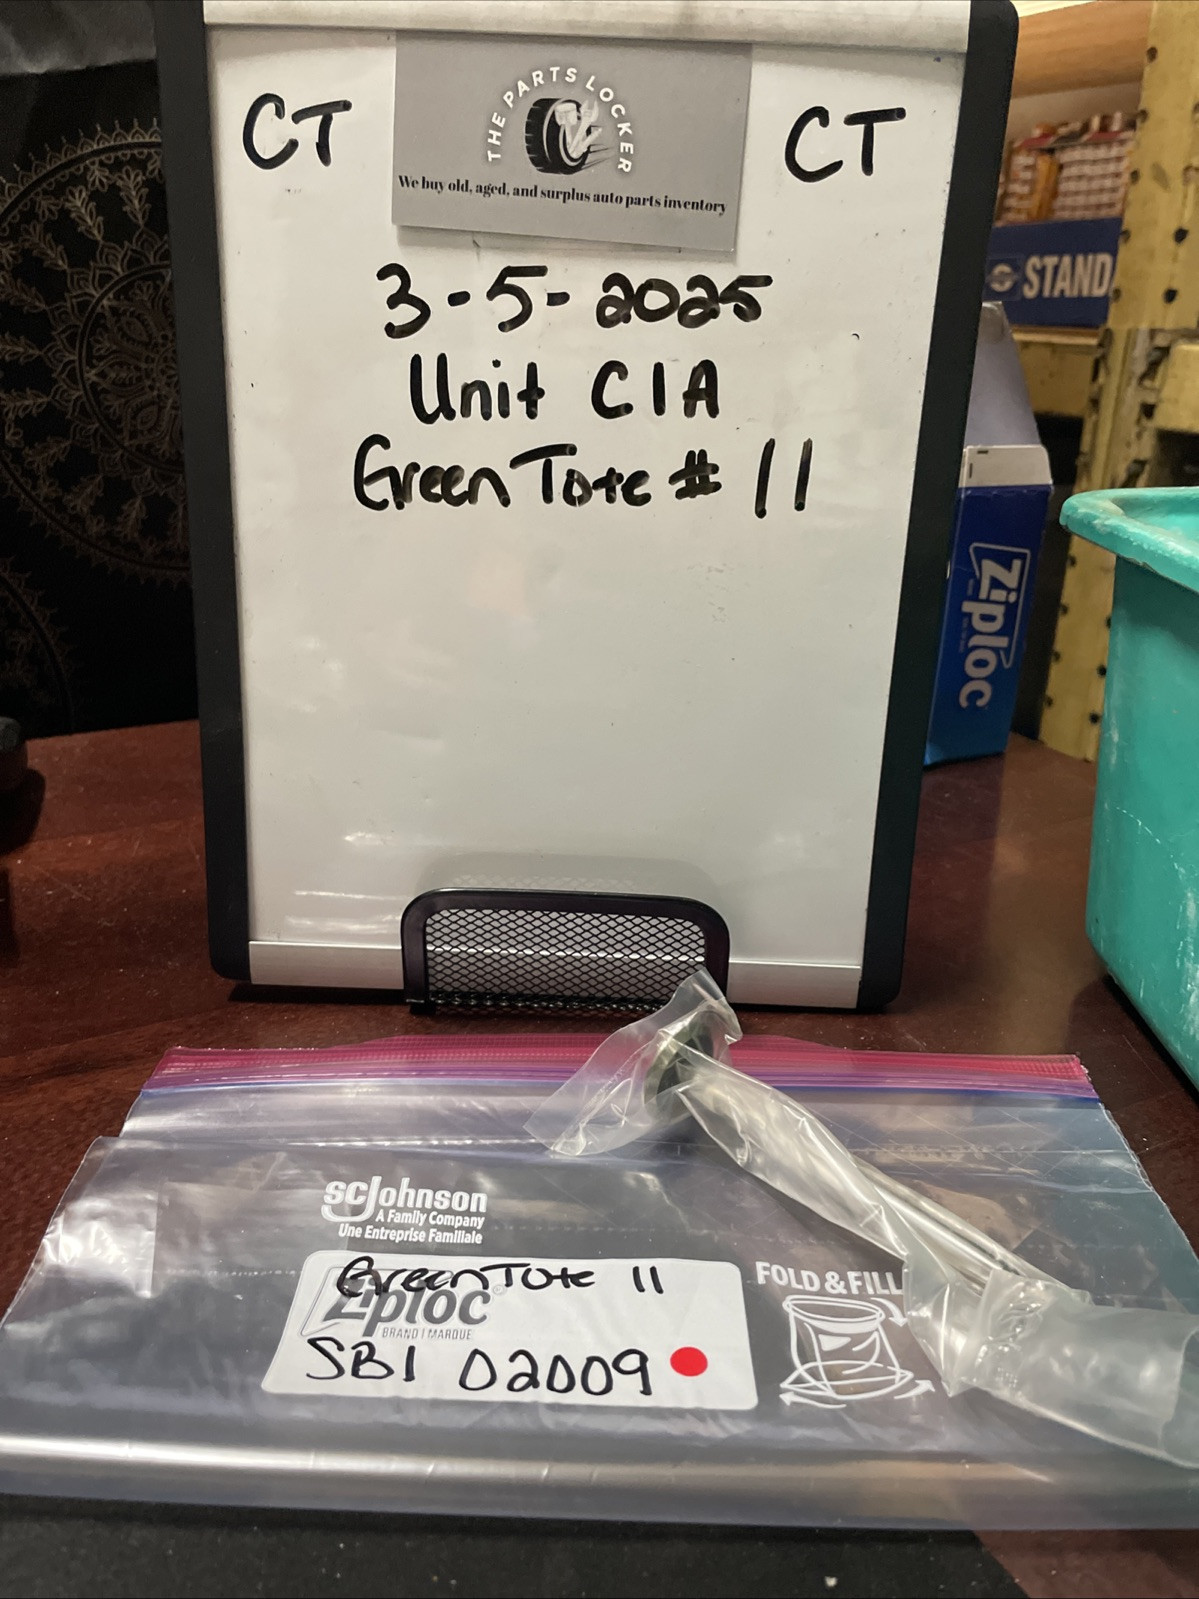 CT
THE PARTS LOCKER
CT
We buy old, aged, and surplus auto parts inventory
3-5-2025
Unit C1A
Green Tote # 11
STAND
Ziploc
scJohnson
A Family Company
Une Entreprise Familiale
Green Tote 11
Ziploc®
BRAND | MARQUE
SBI 02009
FOLD & FILL